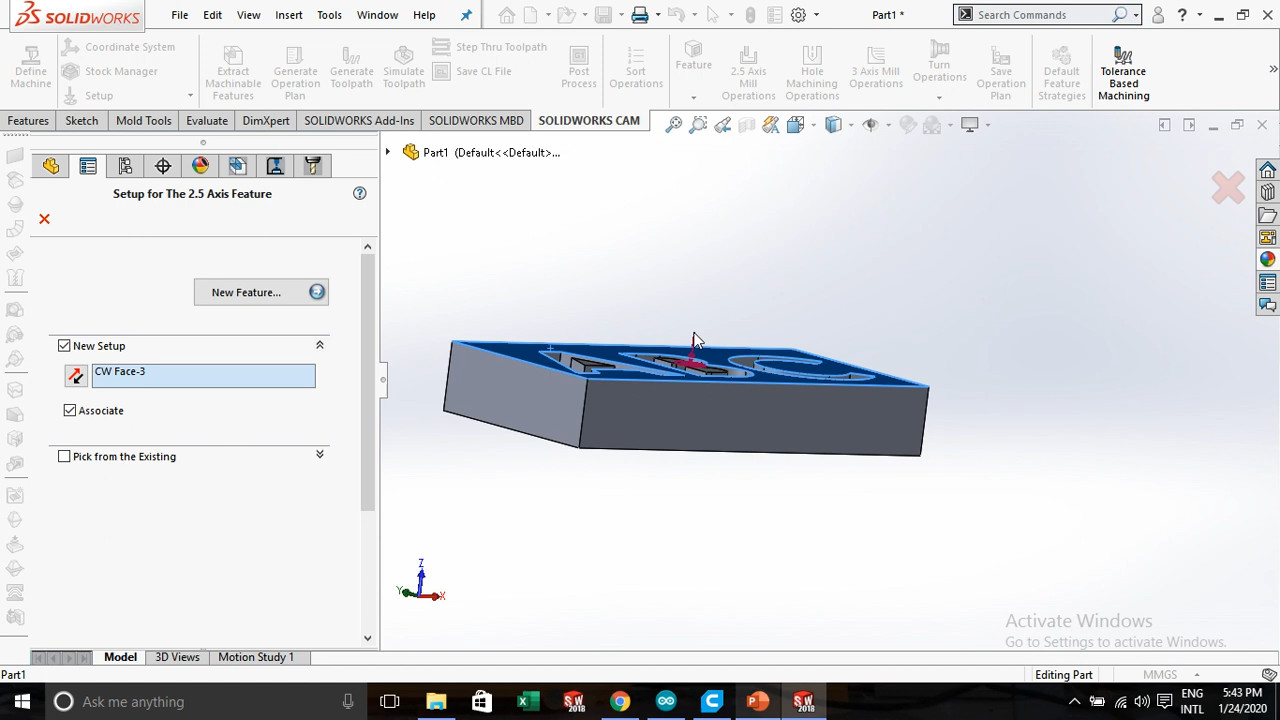 SOLIDWORKS File Edit View Insert Tools Window Help Part1 * Search Commands ?
Define Machine
Coordinate System
Stock Manager
Setup
Extract Machinable Features
Generate Operation Plan
Generate Toolpath
Simulate Toolpath
Step Thru Toolpath
Save CL File
Post Process
Sort Operations
Feature
2.5 Axis Mill Operations
Hole Machining Operations
3 Axis Mill Operations
Turn Operations
Save Operation Plan
Default Feature Strategies
Tolerance Based Machining
Features Sketch Mold Tools Evaluate DimXpert SOLIDWORKS Add-Ins SOLIDWORKS MBD SOLIDWORKS CAM
Part1 (Default<<Default>...
Setup for The 2.5 Axis Feature
New Feature...
New Setup
CW Face-3
Associate
Pick from the Existing
Z
Y
X
Activate Windows
Go to Settings to activate Windows.
Model 3D Views Motion Study 1
Part1 Editing Part MMGS
Ask me anything
SW 2018
SW 2018
ENG 5:43 PM
INTL 1/24/2020